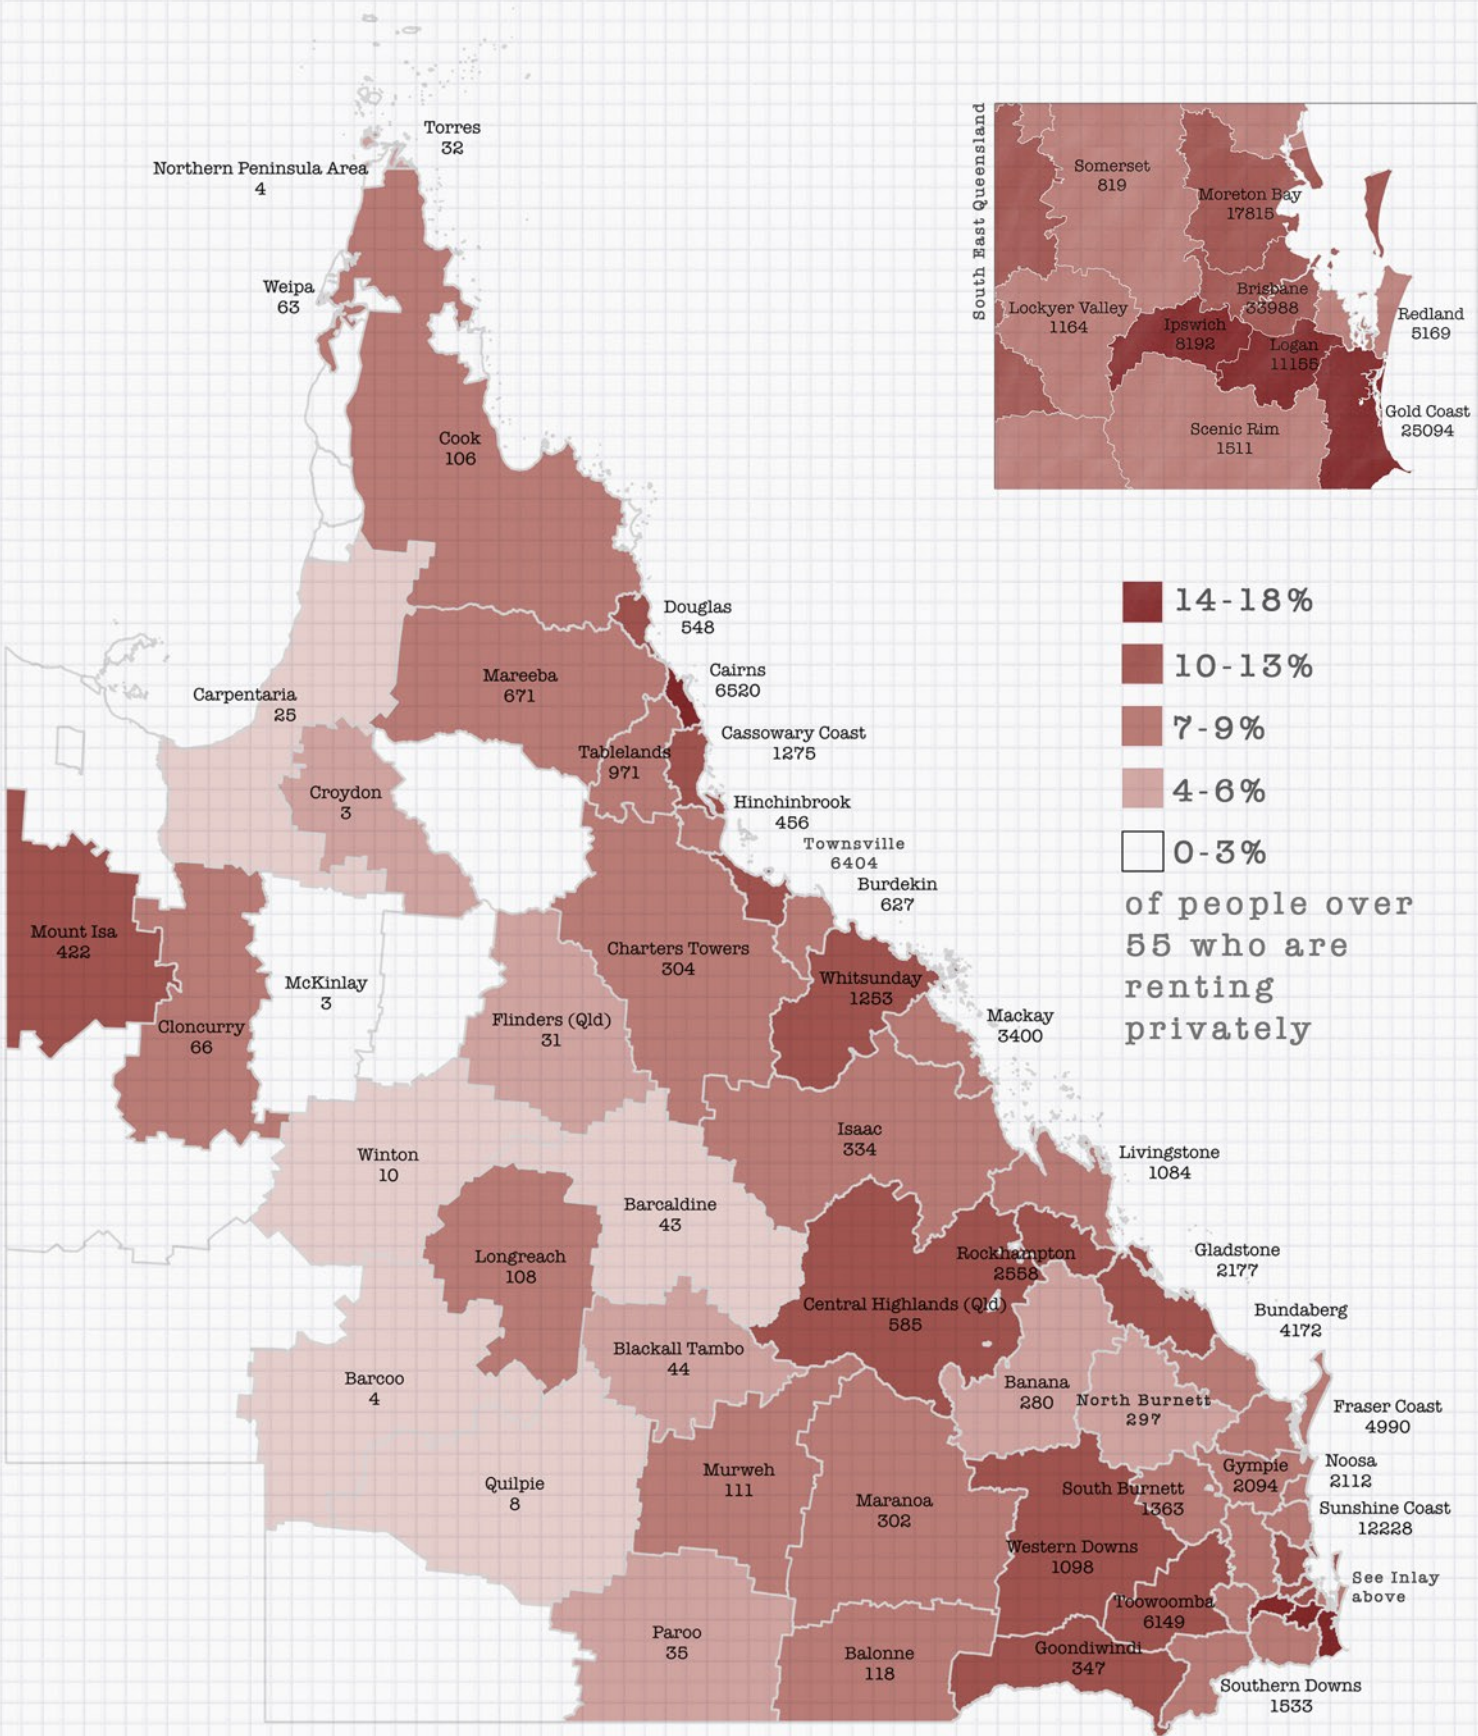 Torres
32
Northern Peninsula Area
4
Weipa
63
Cook
106
Douglas
548
Cairns
6520
Mareeba
671
Carpentaria
25
Cassowary Coast
1275
Tablelands
971
Croydon
3
Hinchinbrook
456
Townsville
6404
Burdekin
627
Mount Isa
422
Charters Towers
304
McKinlay
3
Whitsunday
1253
Cloncurry
66
Flinders (Qld)
31
Mackay
3400
Isaac
334
Winton
10
Livingstone
1084
Barcaldine
43
Longreach
108
Rockhampton
2558
Gladstone
2177
Central Highlands (Qld)
585
Bundaberg
4172
Blackall Tambo
44
Barcoo
4
Banana
280
North Burnett
297
Fraser Coast
4990
Murweh
111
Gympie
2094
Noosa
2112
Quilpie
8
Maranoa
302
South Burnett
1363
Sunshine Coast
12228
Western Downs
1098
See Inlay
above
Toowoomba
6149
Paroo
35
Balonne
118
Goondiwindi
347
Southern Downs
1533
South East Queensland
Somerset
819
Moreton Bay
17815
Brisbane
33988
Lockyer Valley
1164
Ipswich
8192
Logan
11155
Redland
5169
Gold Coast
25094
Scenic Rim
1511
14-18%
10-13%
7-9%
4-6%
0-3%
of people over
55 who are
renting
privately